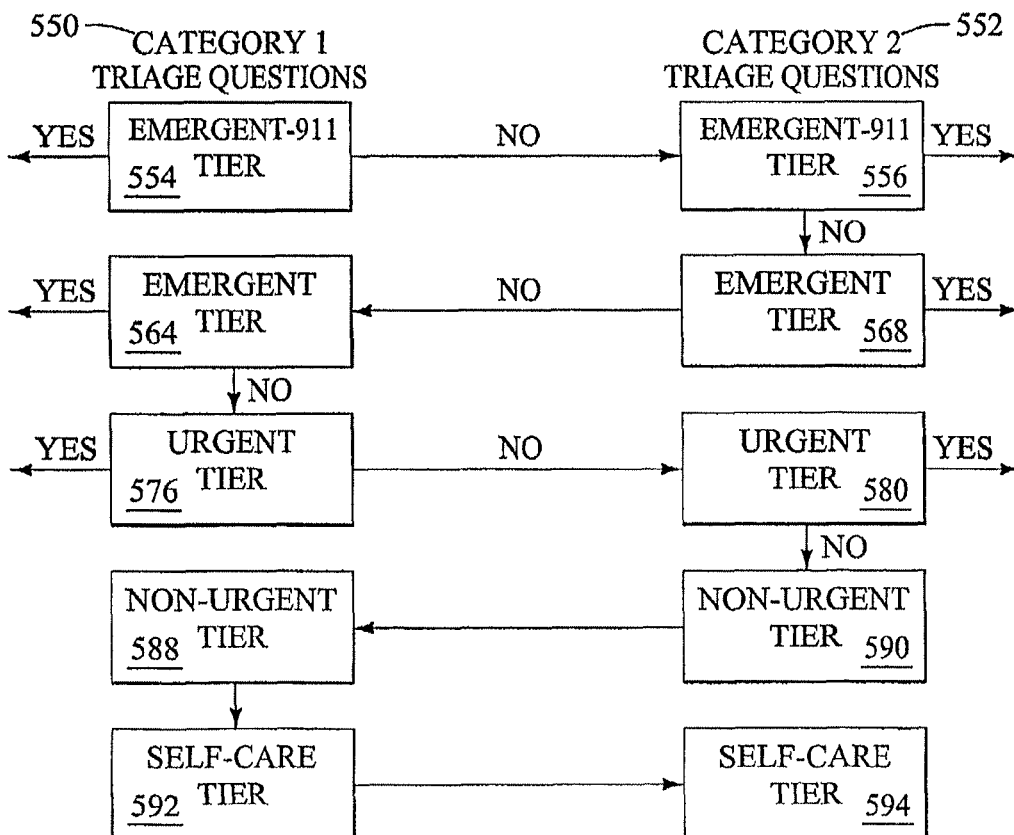 550
CATEGORY 1
TRIAGE QUESTIONS
CATEGORY 2
TRIAGE QUESTIONS
552
YES
EMERGENT-911
TIER
554
NO
EMERGENT-911
TIER
556
YES
NO
YES
EMERGENT
TIER
564
NO
EMERGENT
TIER
568
YES
NO
YES
URGENT
TIER
576
NO
URGENT
TIER
580
YES
NO
NON-URGENT
TIER
588
NON-URGENT
TIER
590
SELF-CARE
TIER
592
SELF-CARE
TIER
594